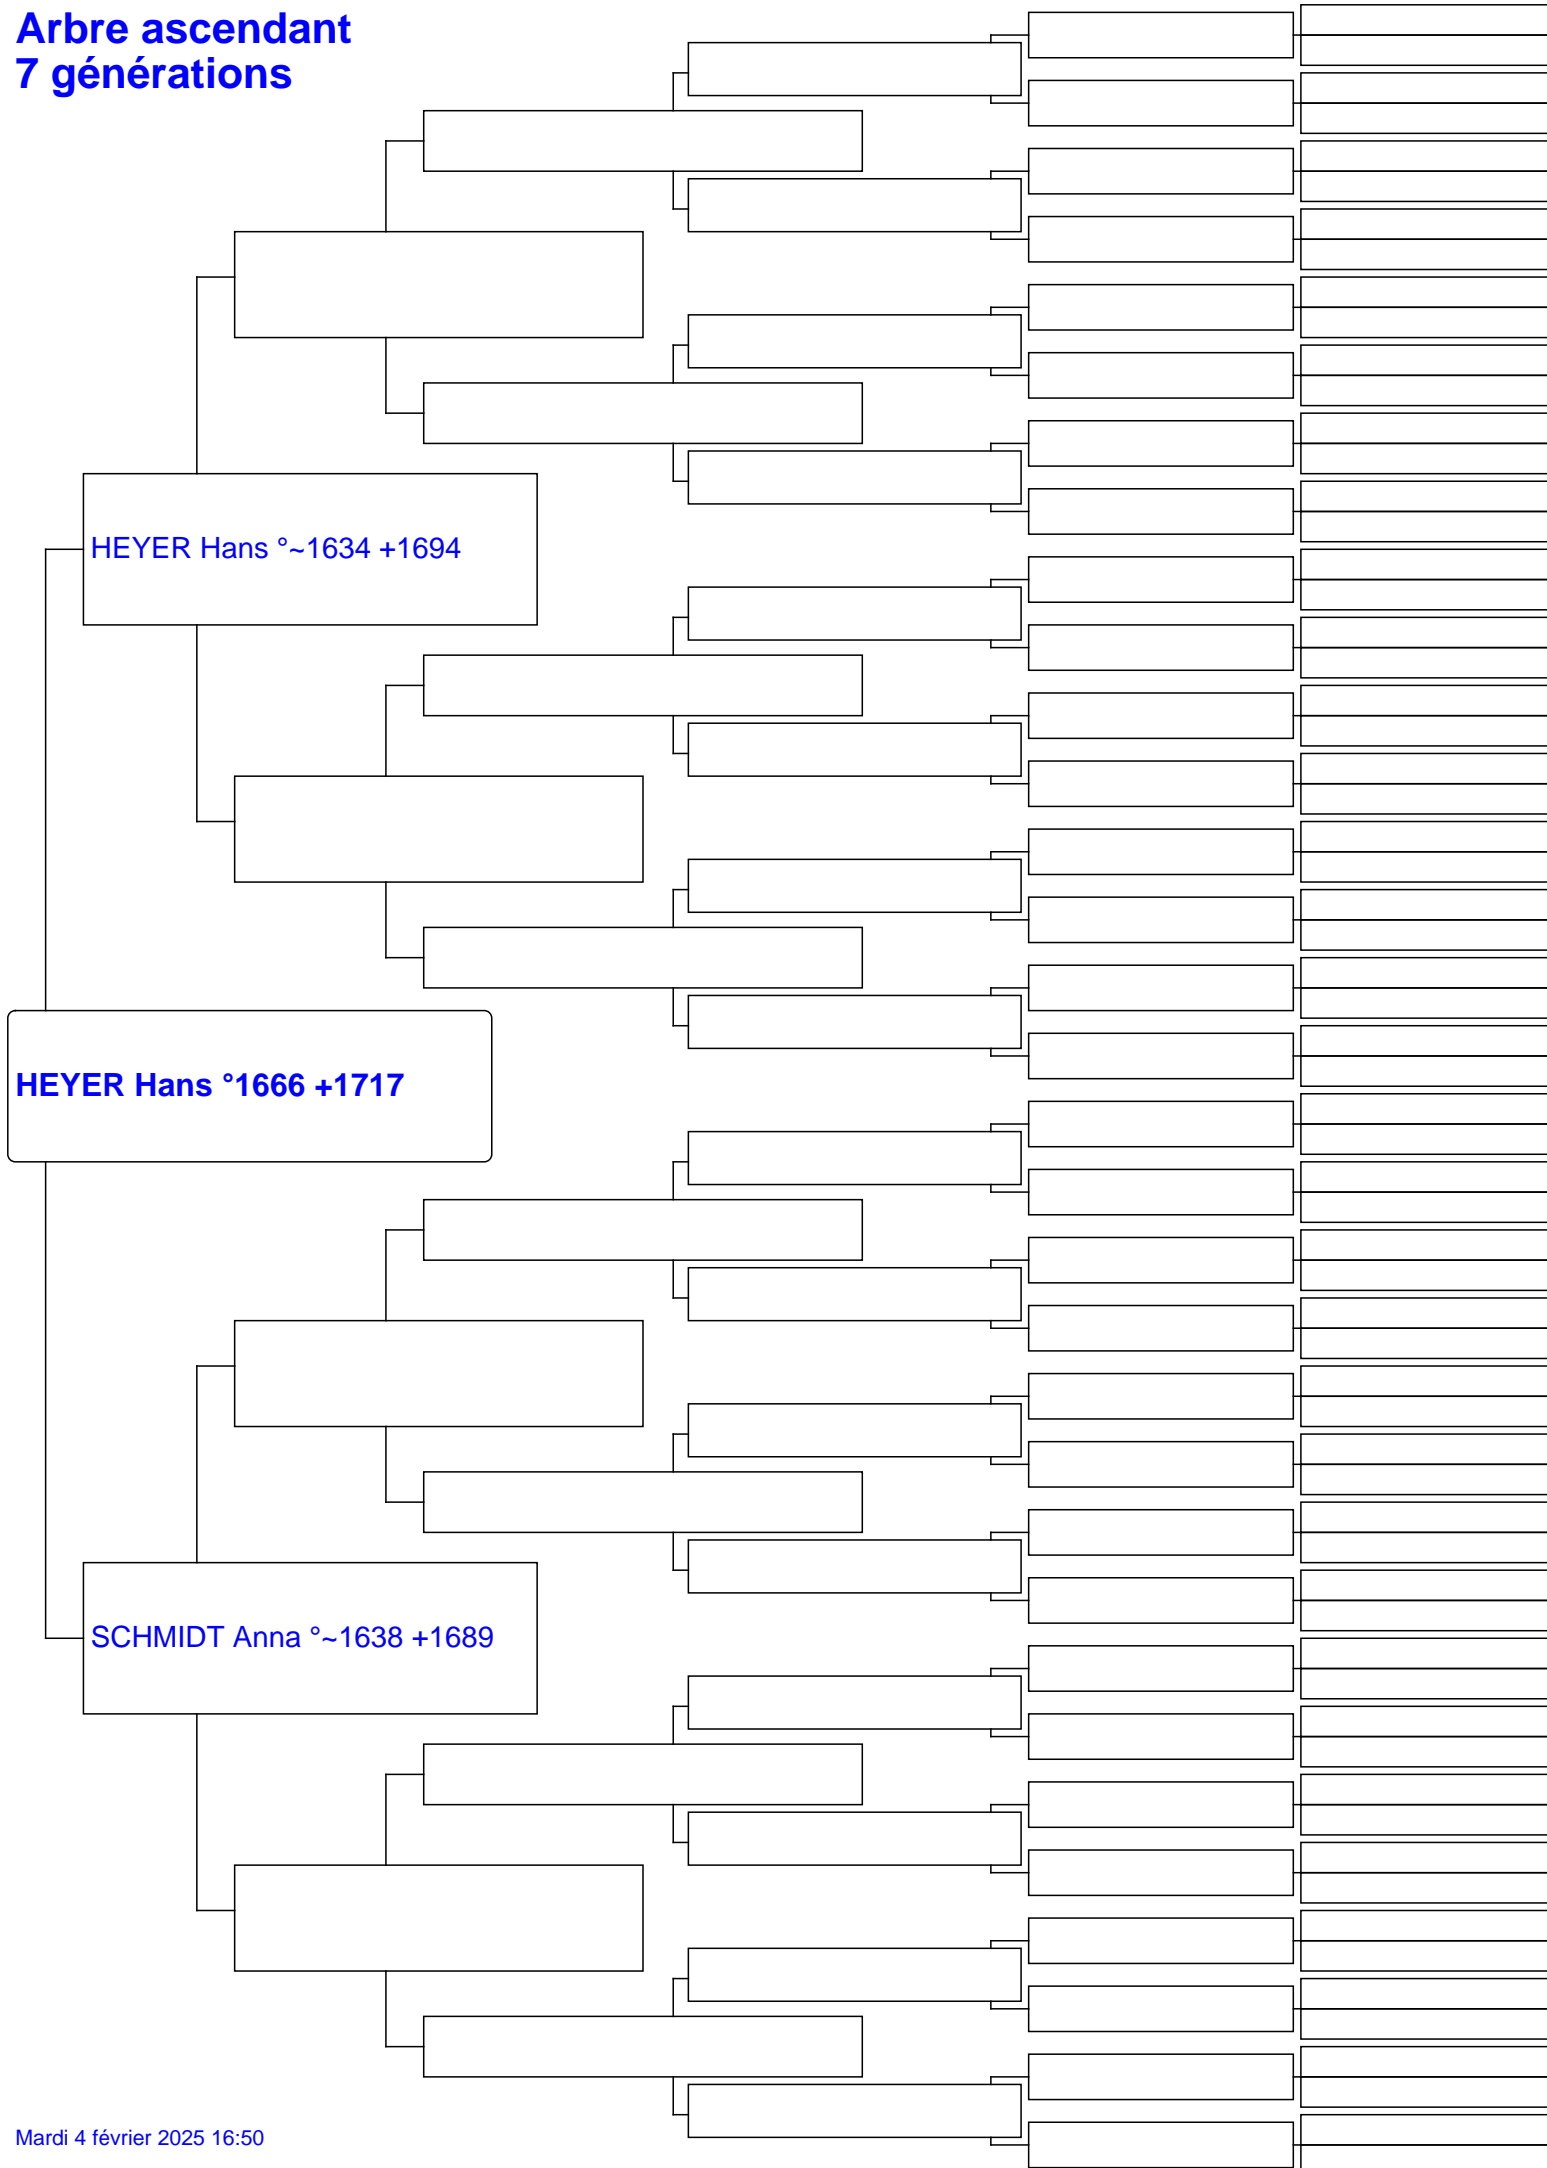 Arbre ascendant
7 générations
HEYER Hans °~1634 +1694
HEYER Hans °1666 +1717
SCHMIDT Anna °~1638 +1689
Mardi 4 février 2025 16:50